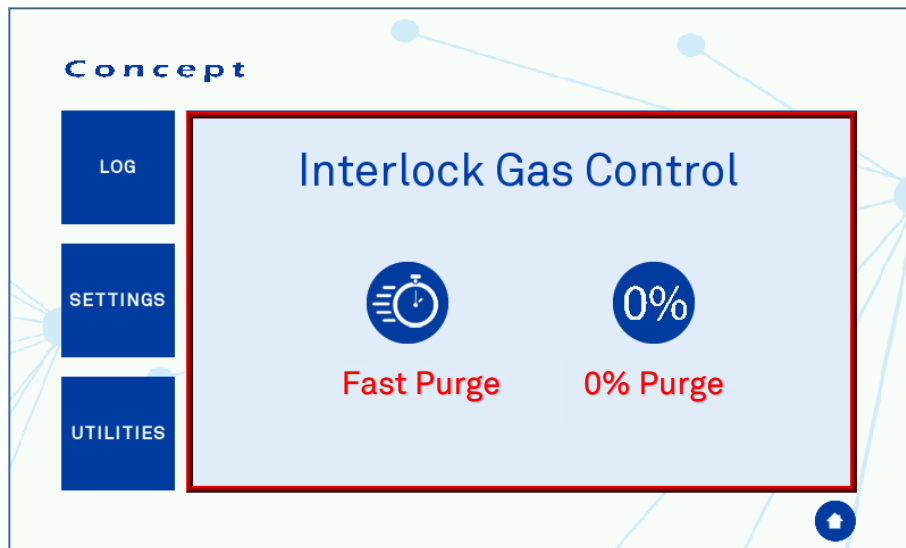 Concept
LOG
Interlock Gas Control
SETTINGS
0%
Fast Purge
0% Purge
UTILITIES